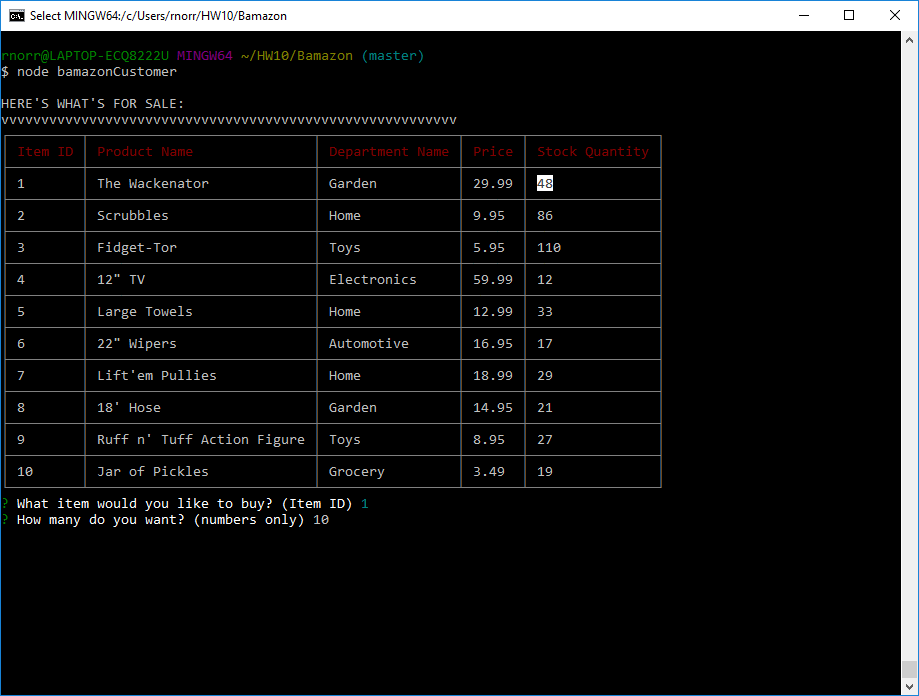 Select MINGW64:/c/Users/rnorr/HW10/Bamazon
rnorr@LAPTOP-ECQ8222U MINGW64 ~/HW10/Bamazon (master)
$ node bamazonCustomer
HERE'S WHAT'S FOR SALE:
vvvvvvvvvvvvvvvvvvvvvvvvvvvvvvvvvvvvvvvvvvvvvvvvvvvvvvvvv
Item ID Product Name Department Name Price Stock Quantity
1 The Wackenator Garden 29.99 48
2 Scrubbles Home 9.95 86
3 Fidget-Tor Toys 5.95 110
4 12" TV Electronics 59.99 12
5 Large Towels Home 12.99 33
6 22" Wipers Automotive 16.95 17
7 Lift'em Pullies Home 18.99 29
8 18' Hose Garden 14.95 21
9 Ruff n' Tuff Action Figure Toys 8.95 27
10 Jar of Pickles Grocery 3.49 19
? What item would you like to buy? (Item ID) 1
? How many do you want? (numbers only) 10